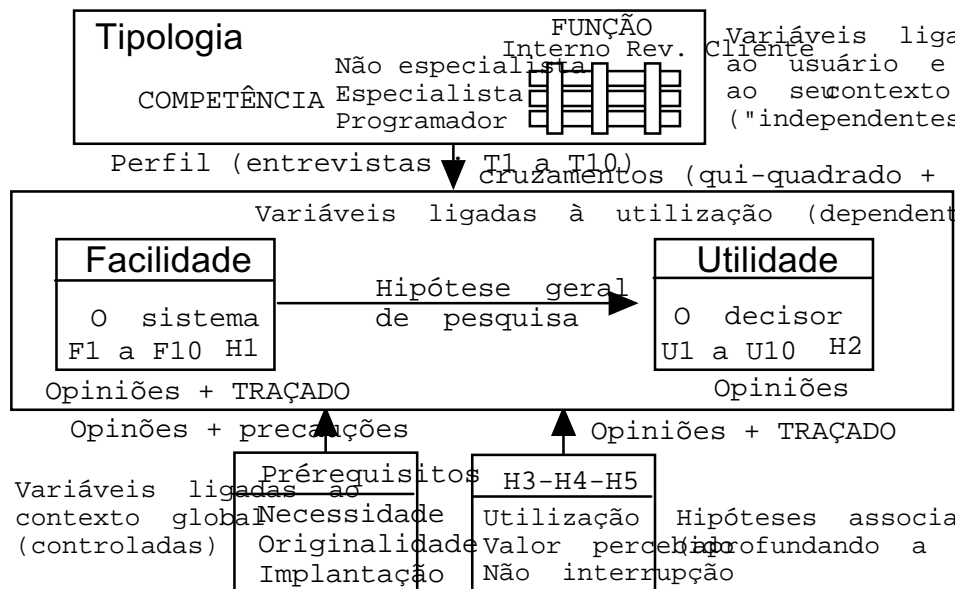 Tipologia
FUNÇÃO
Interno Rev. Cliente
Não especialista
COMPETÊNCIA Especialista
Programador
Variáveis liga
ao usuário e
ao seu contexto
("independentes
Perfil (entrevistas : T1 a T10)
cruzamentos (qui-quadrado +
Variáveis ligadas à utilização (dependent
Facilidade
O sistema
F1 a F10 H1
Opiniões + TRAÇADO
Hipótese geral
de pesquisa
Utilidade
O decisor
U1 a U10 H2
Opiniões
Opinões + precauções
Opiniões + TRAÇADO
Variáveis ligadas ao
contexto global
(controladas)
Prérequisitos
Necessidade
Originalidade
Implantação
H3-H4-H5
Utilização
Valor percebido
Não interrupção
Hipóteses associa
(aprofundando a